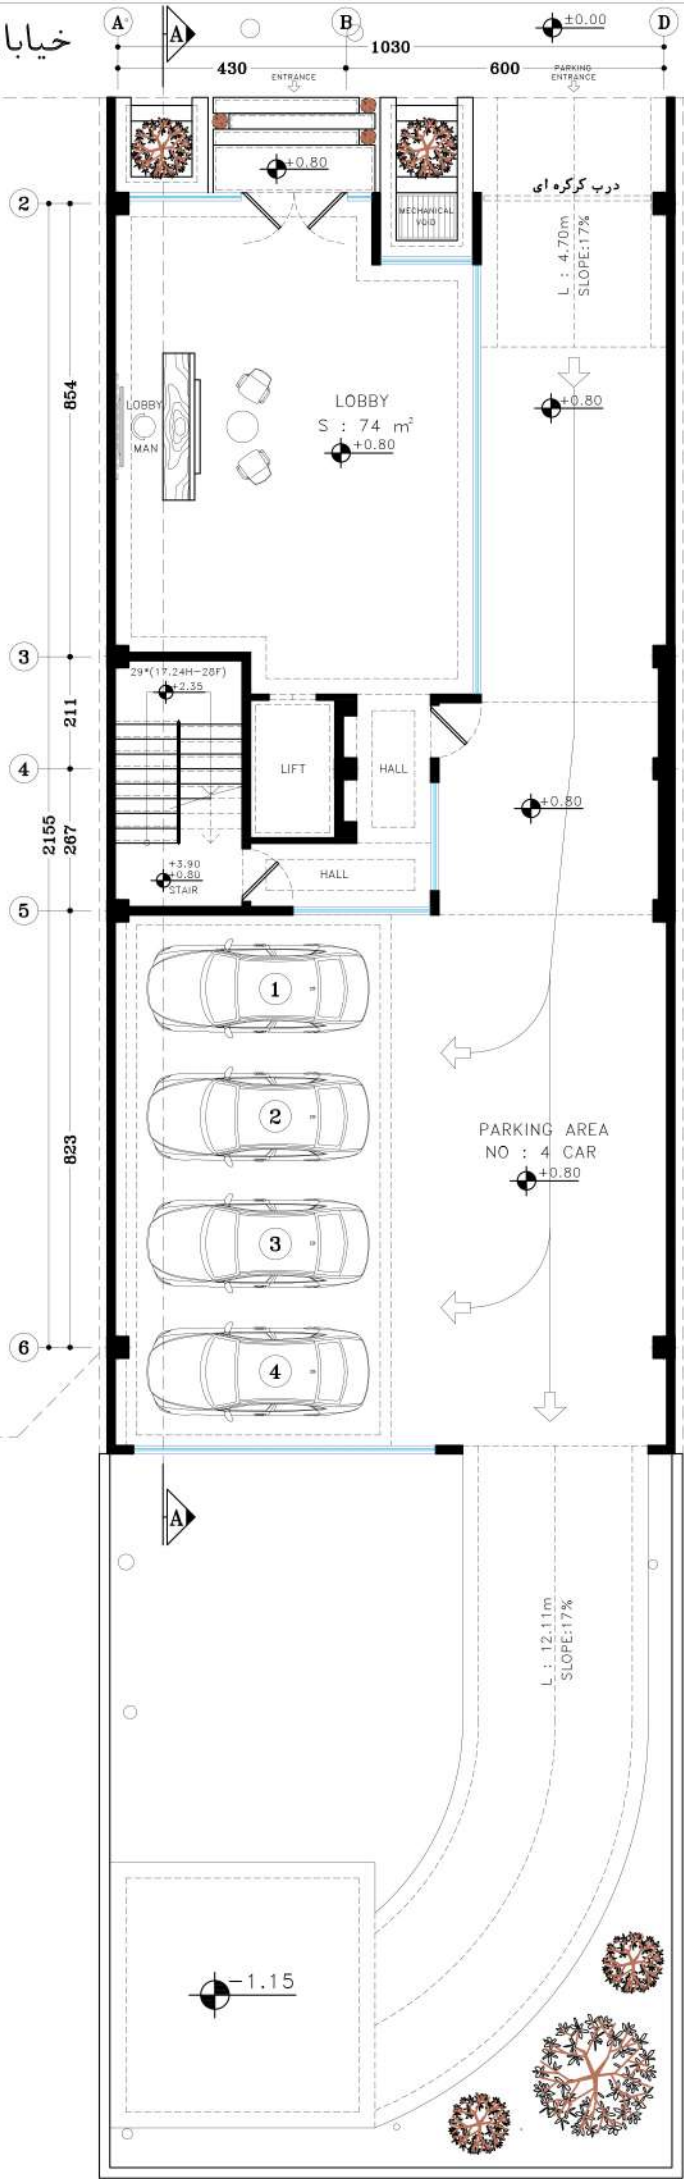 خیابا
A'
A
B
D
±0.00
1030
430
600
ENTRANCE
PARKING
ENTRANCE
+0.80
2
درب کرکره ای
MECHANICAL
VOID
L : 4.70m
SLOPE:17%
854
LOBBY
MAN
LOBBY
S : 74 m²
+0.80
+0.80
3
29*(17.24H-28F)
+2.35
211
4
LIFT
HALL
+0.80
2155
267
HALL
+3.90
+0.80
STAIR
5
1
2
823
PARKING AREA
NO : 4 CAR
+0.80
3
6
4
A
L : 12.11m
SLOPE:17%
-1.15